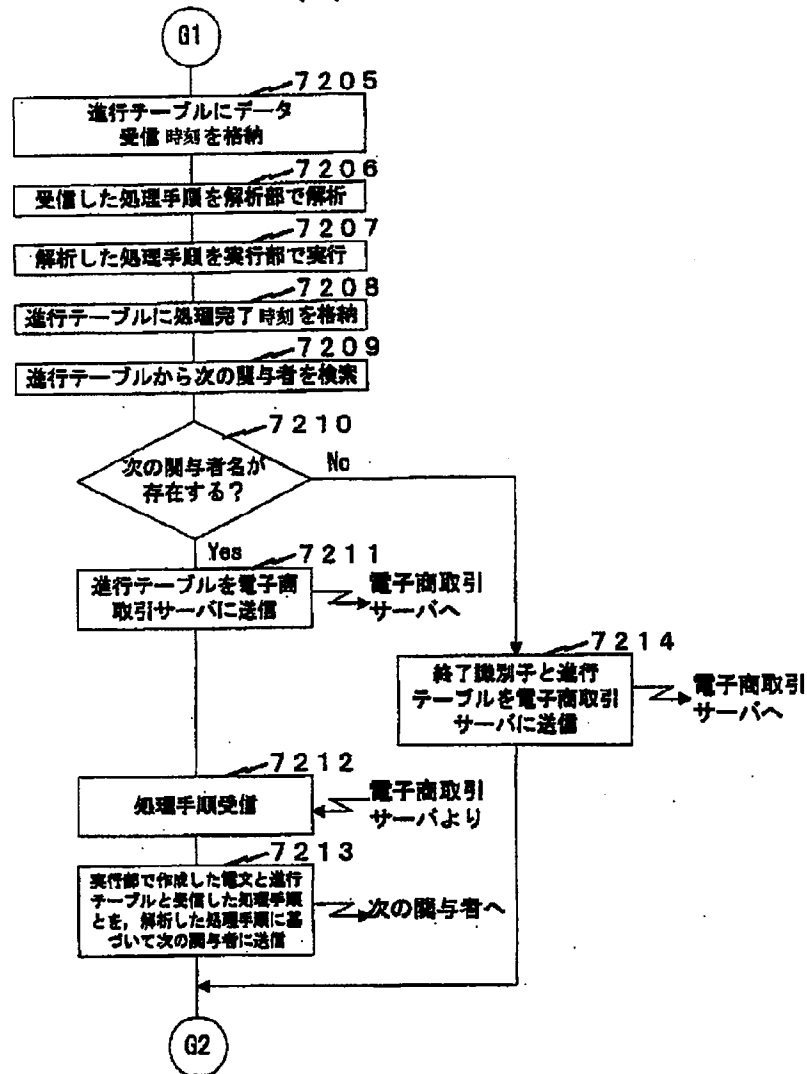 G1
7205
進行テーブルにデータ
受信時刻を格納
7206
受信した処理手順を解析部で解析
7207
解析した処理手順を実行部で実行
7208
進行テーブルに処理完了時刻を格納
7209
進行テーブルから次の関与者を検索
7210
次の関与者名が
存在する?
No
Yes
7211
進行テーブルを電子商
取引サーバに送信
電子商取引
サーバへ
7214
終了識別子と進行
テーブルを電子商取引
サーバに送信
電子商取引
サーバへ
7212
処理手順受信
電子商取引
サーバより
7213
実行部で作成した電文と進行
テーブルと受信した処理手順
とを,解析した処理手順に基
づいて次の関与者に送信
次の関与者へ
G2